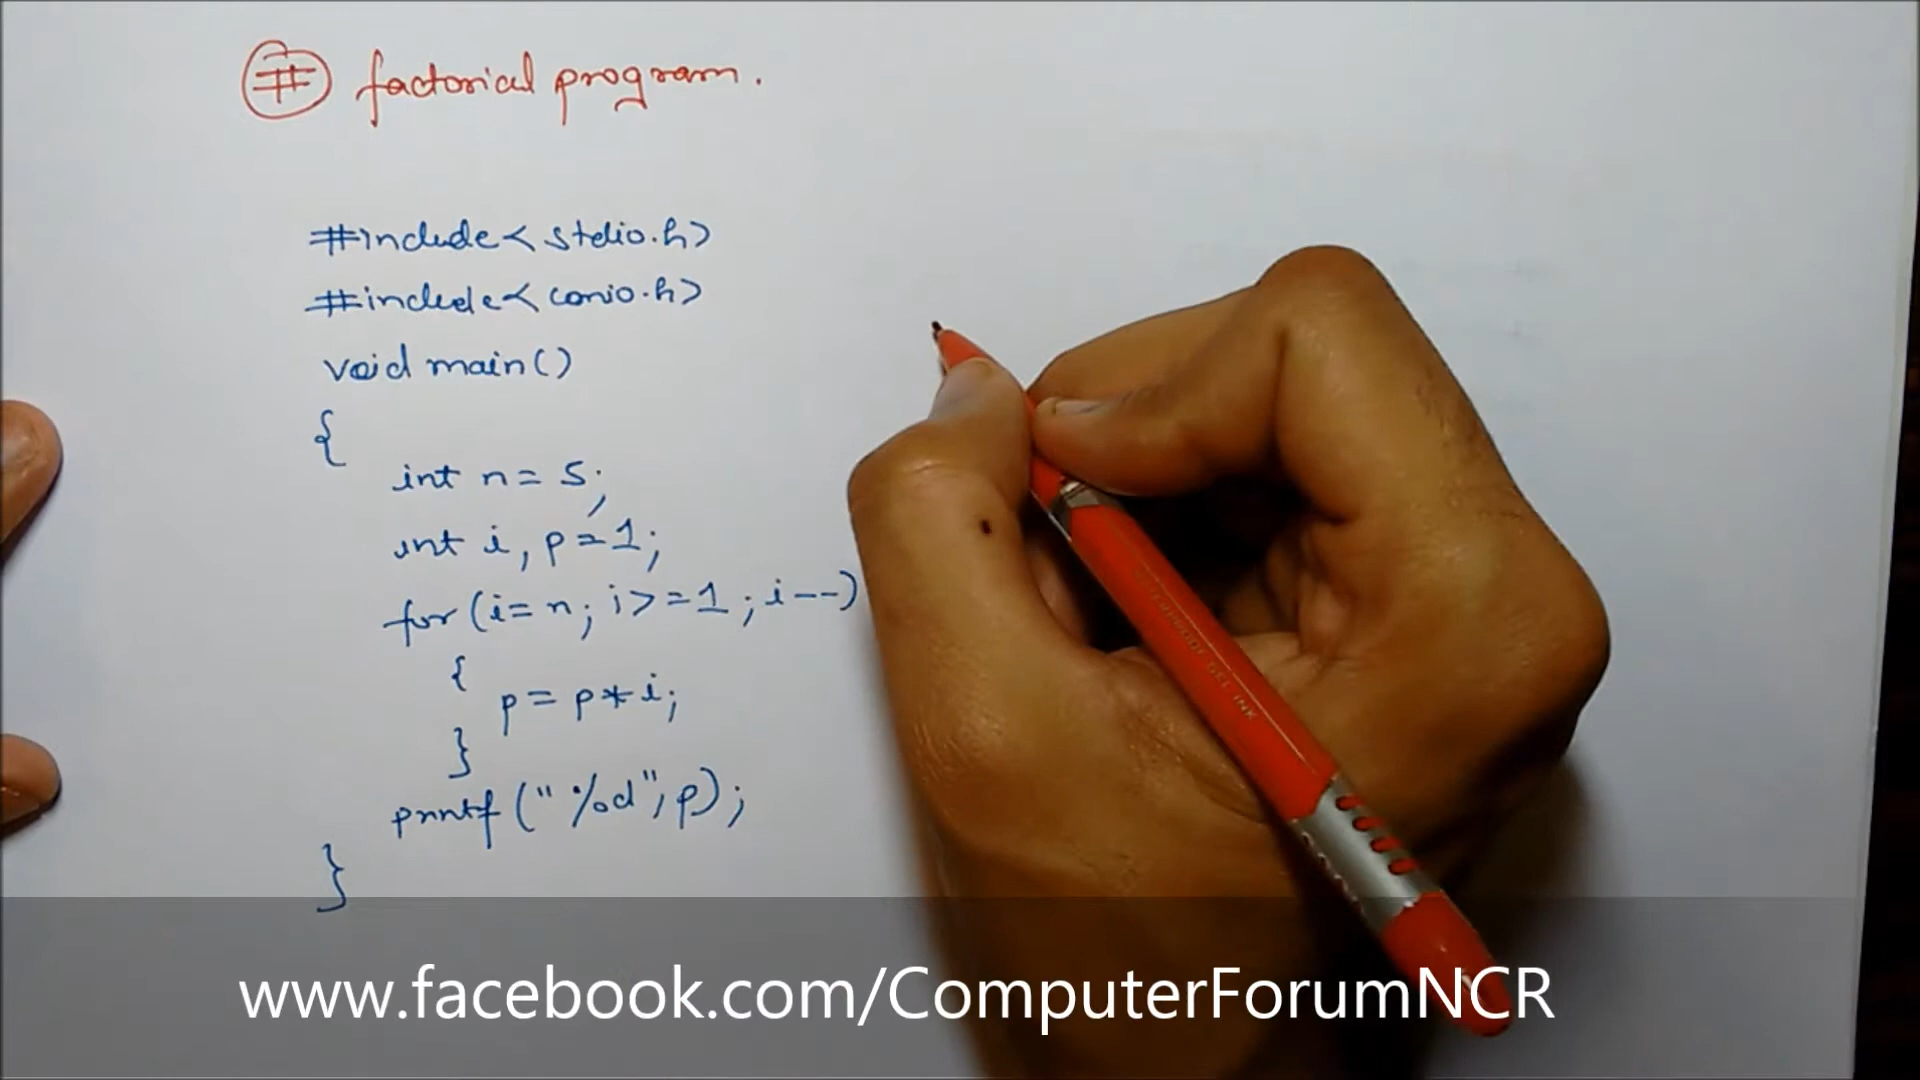 # factorial program.
#include<stdio.h>
#include<conio.h>
void main()
{
int n=5;
int i, p=1;
for(i=n; i>=1; i--)
{
p=p*i;
}
printf("%d",p);
}
www.facebook.com/ComputerForumNCR